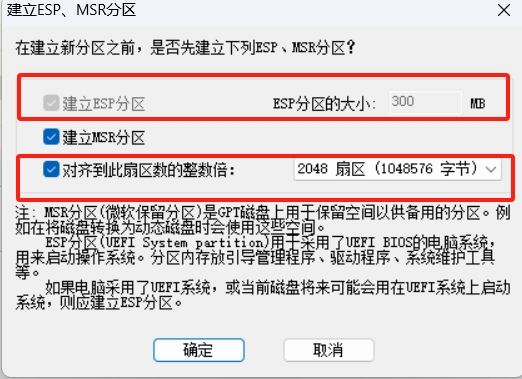 建立ESP、MSR分区
在建立新分区之前，是否先建立下列ESP、MSR分区?
建立ESP分区 ESP分区的大小: 300 MB
建立MSR分区
对齐到此扇区数的整数倍: 2048 扇区 (1048576 字节)
注: MSR分区(微软保留分区)是GPT磁盘上用于保留空间以供备用的分区。例
如在将磁盘转换为动态磁盘时会使用这些空间。
ESP分区(UEFI System partition)用于采用了UEFI BIOS的电脑系统,
用来启动操作系统。分区内存放引导管理程序、驱动程序、系统维护工具
等。
如果电脑采用了UEFI系统，或当前磁盘将来可能会用在UEFI系统上启动
系统，则应建立ESP分区。
确定 取消